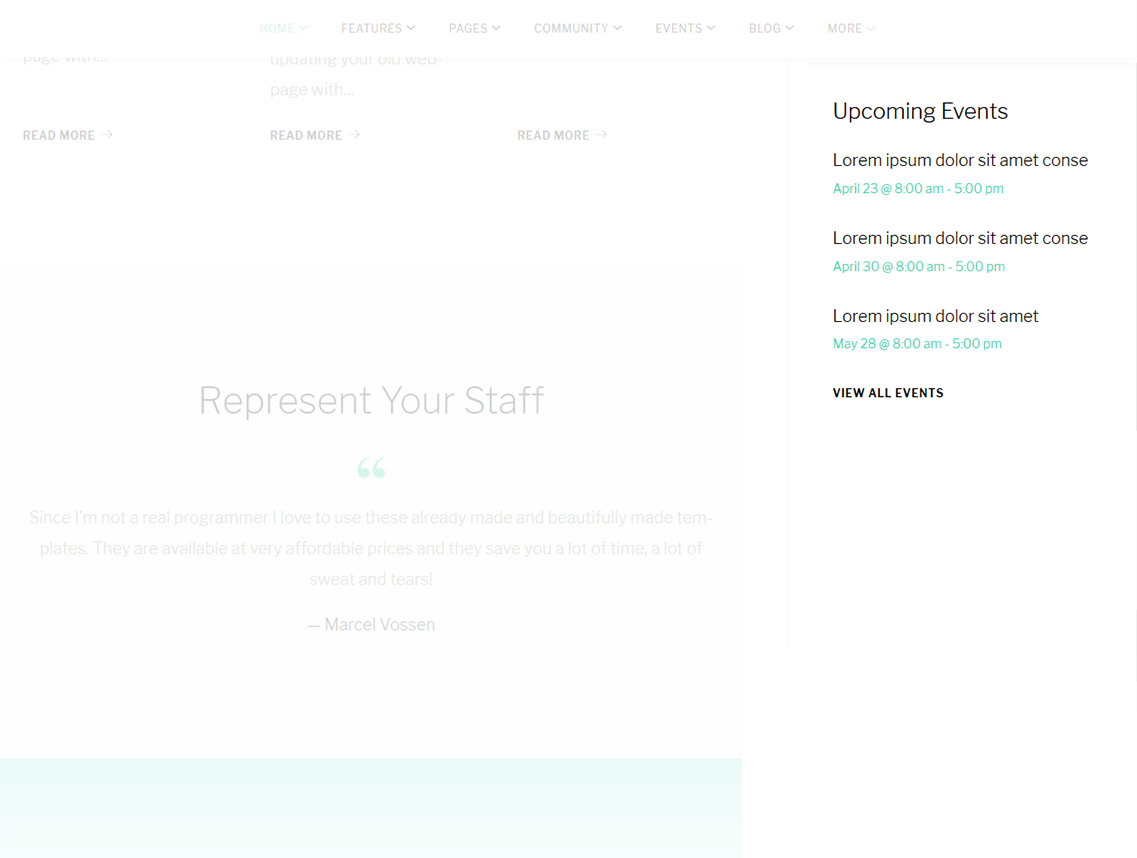 HOME
FEATURES
PAGES
COMMUNITY
EVENTS
BLOG
MORE
page with...
updating your old web-
page with...
READ MORE
READ MORE
READ MORE
Represent Your Staff
“
Since I'm not a real programmer I love to use these already made and beautifully made tem-
plates. They are available at very affordable prices and they save you a lot of time, a lot of
sweat and tears!
— Marcel Vossen
Upcoming Events
Lorem ipsum dolor sit amet conse
April 23 @ 8:00 am - 5:00 pm
Lorem ipsum dolor sit amet conse
April 30 @ 8:00 am - 5:00 pm
Lorem ipsum dolor sit amet
May 28 @ 8:00 am - 5:00 pm
VIEW ALL EVENTS